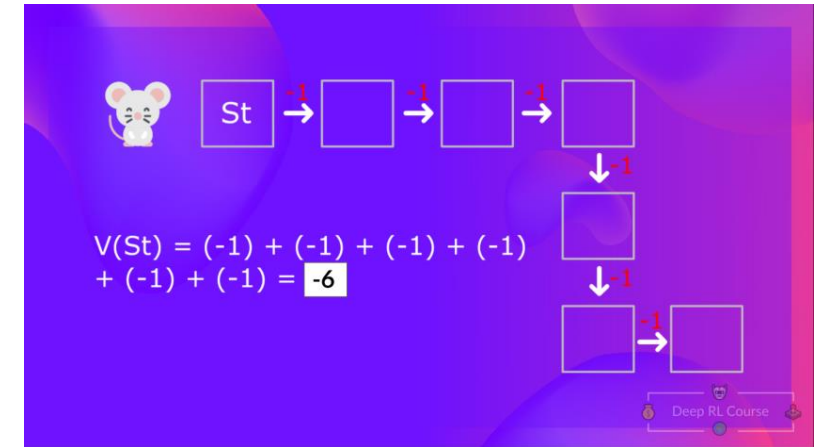 St
-1
-1
-1
-1
V(St) = (-1) + (-1) + (-1) + (-1)
+ (-1) + (-1) = -6
-1
-1
Deep RL Course